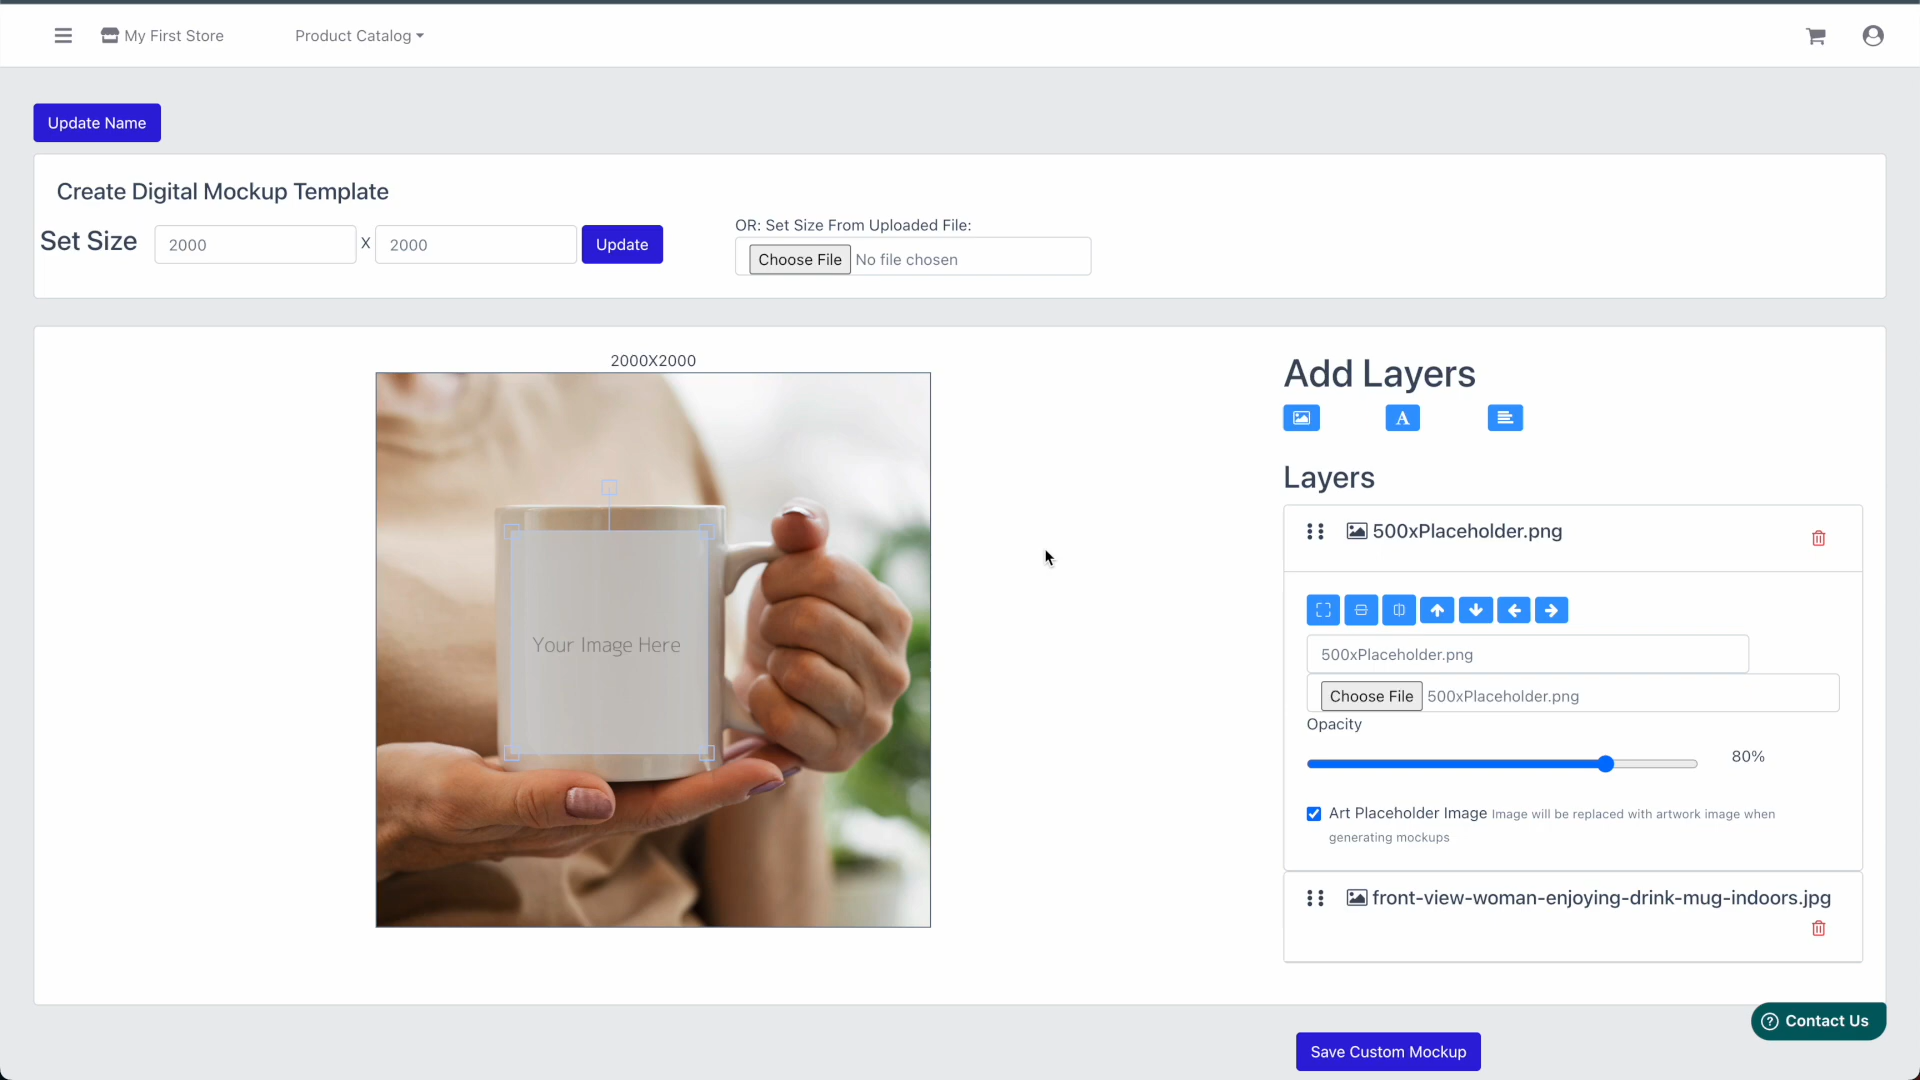 My First Store
Product Catalog
Update Name
Create Digital Mockup Template
Set Size
2000
X
2000
Update
OR: Set Size From Uploaded File:
Choose File
No file chosen
2000X2000
Your Image Here
Add Layers
A
Layers
500xPlaceholder.png
500xPlaceholder.png
Choose File
500xPlaceholder.png
Opacity
80%
Art Placeholder Image Image will be replaced with artwork image when
generating mockups
front-view-woman-enjoying-drink-mug-indoors.jpg
? Contact Us
Save Custom Mockup